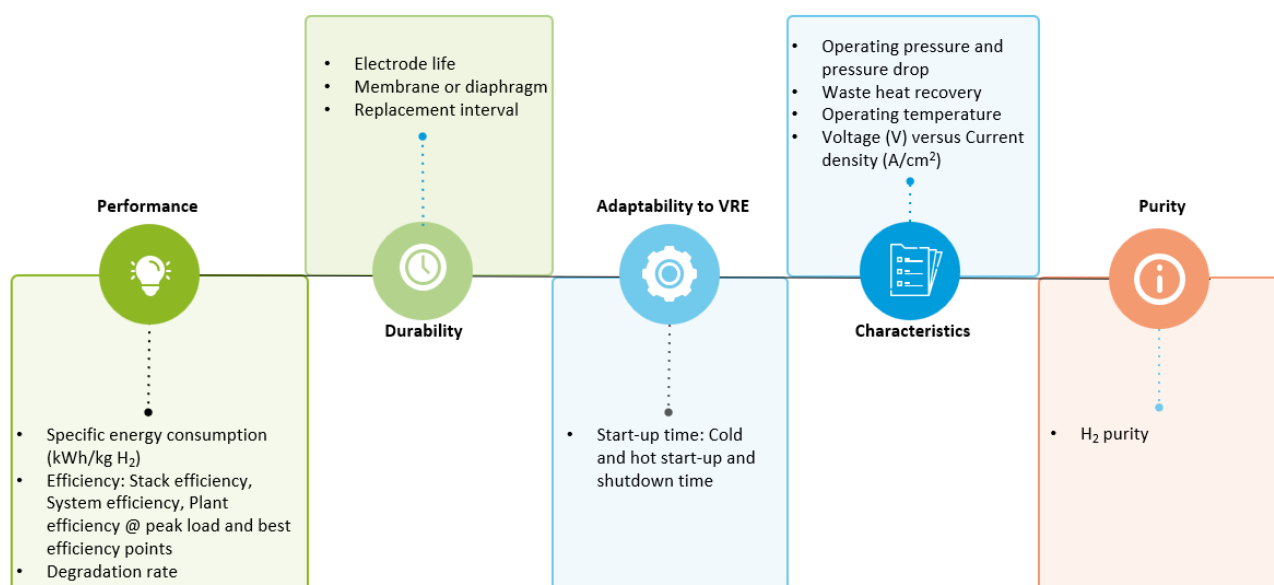 Performance
• Specific energy consumption
(kWh/kg H₂)
• Efficiency: Stack efficiency,
System efficiency, Plant
efficiency @ peak load and best
efficiency points
• Degradation rate
• Electrode life
• Membrane or diaphragm
• Replacement interval
Durability
Adaptability to VRE
• Start-up time: Cold
and hot start-up and
shutdown time
• Operating pressure and
pressure drop
• Waste heat recovery
• Operating temperature
• Voltage (V) versus Current
density (A/cm²)
Characteristics
Purity
• H₂ purity